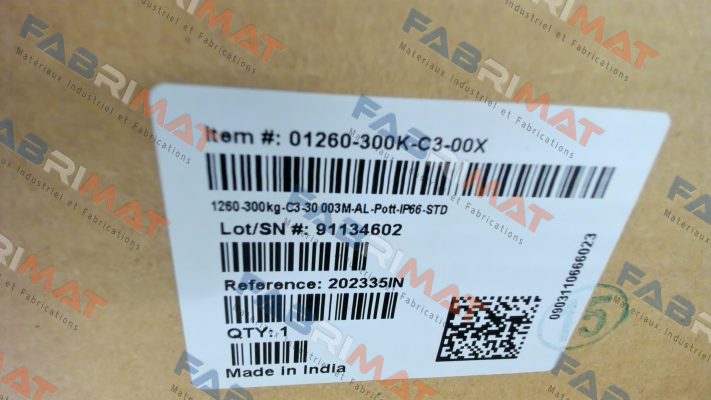 Item #: 01260-300K-C3-00X
1260-300kg-C3-30 003M-AL-Pott-IP66-STD
Lot/SN #: 91134602
Reference: 202335IN
QTY: 1
Made in India
0903110666023
5
FABRIMAT
Materiaux Industriel et Fabrications